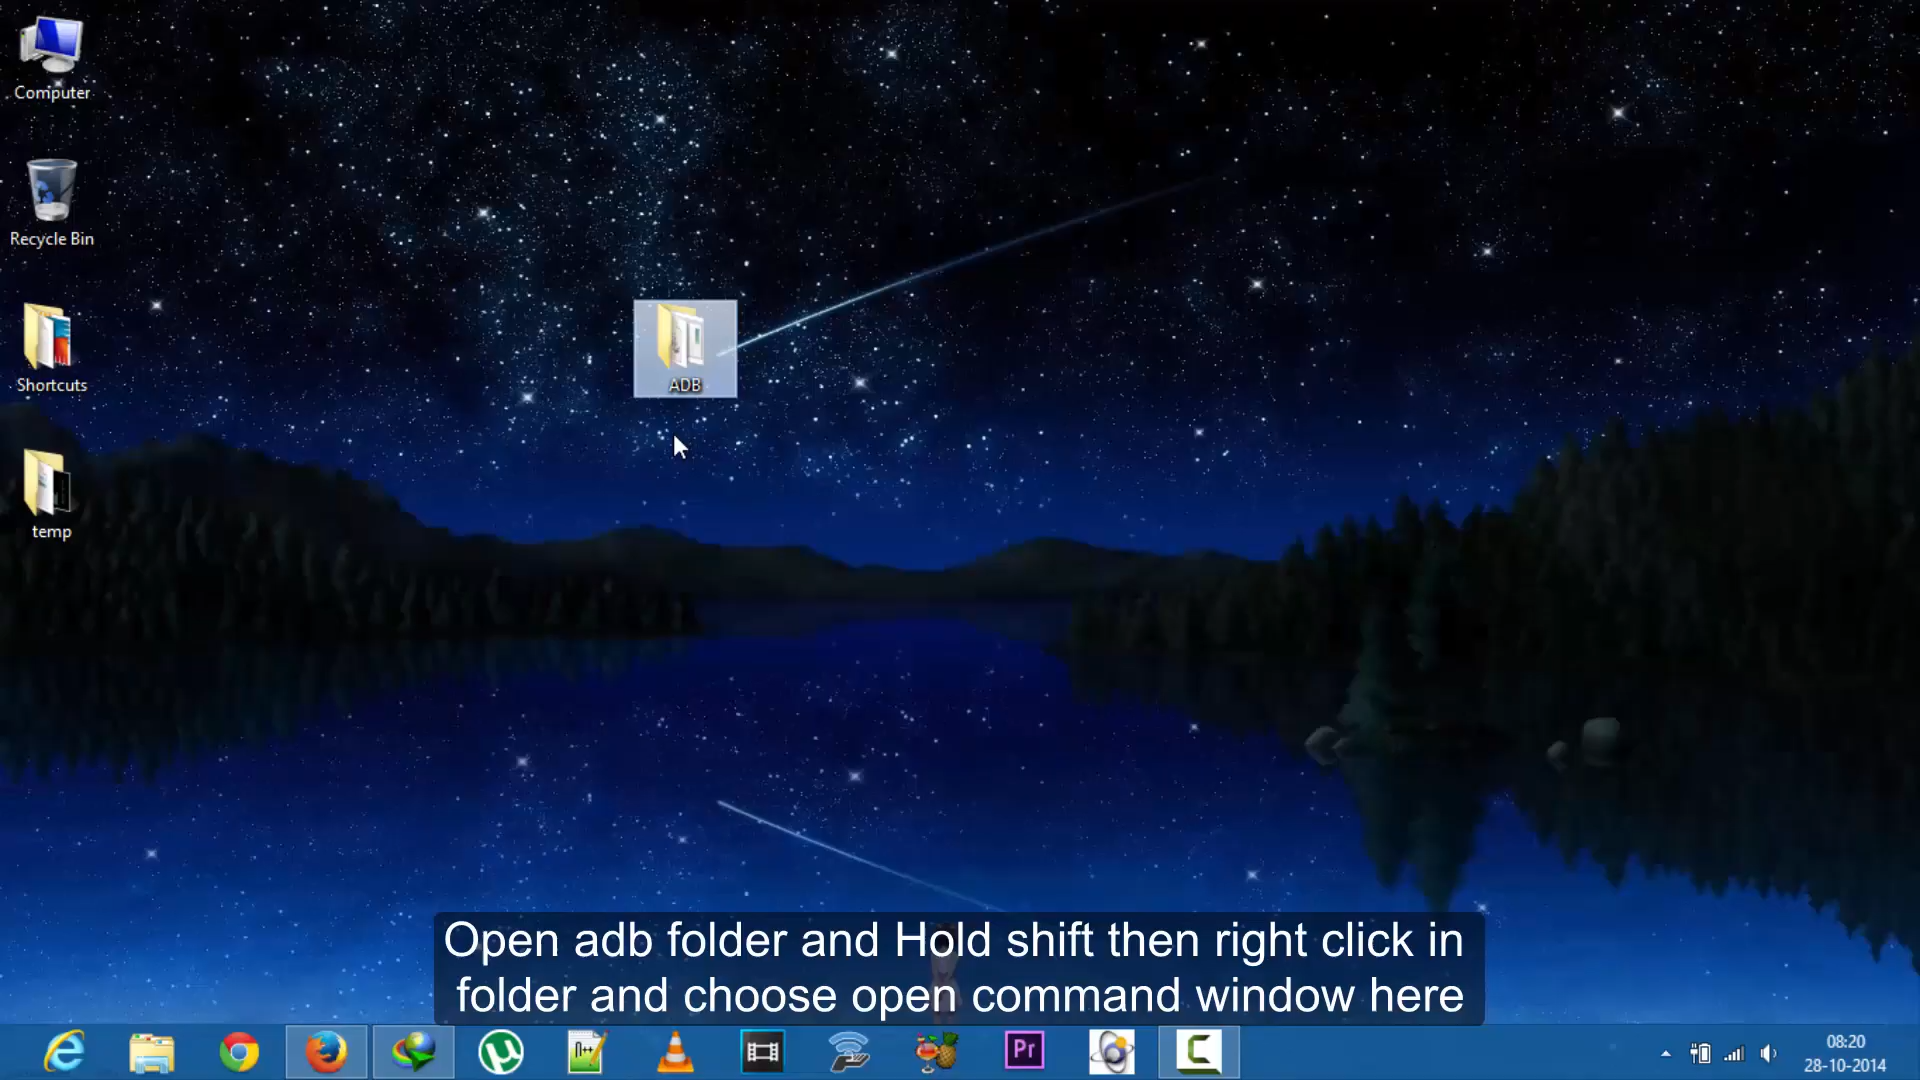 Computer
Recycle Bin
Shortcuts
temp
ADB
Open adb folder and Hold shift then right click in
folder and choose open command window here
n++
Pr
08:20
28-10-2014